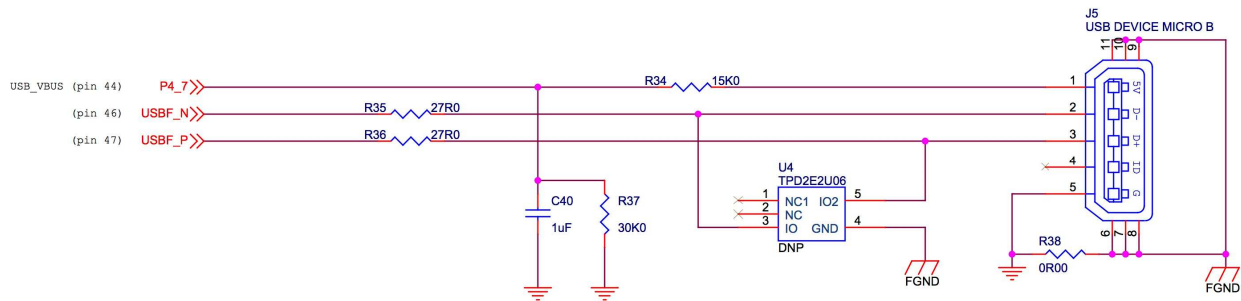 J5
USB DEVICE MICRO B
11
10
9
USB_VBUS (pin 44) P4_7 R34 15K0 1 5V
(pin 46) USBF_N R35 27R0 2 D-
(pin 47) USBF_P R36 27R0 3 D+
4 ID
5 G
U4
TPD2E2U06
1 NC1 IO2 5
2 NC
3 IO GND 4
DNP
C40
1uF
R37
30K0
6
7
8
R38
0R00
FGND
FGND